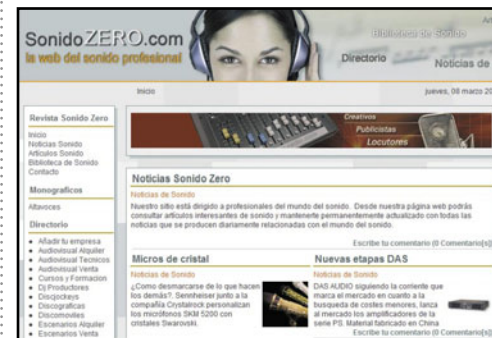 SonidoZERO.com
la web del sonido profesional
Biblioteca de Sonido
Directorio
Noticias de
Inicio
jueves, 08 marzo 20
Revista Sonido Zero
Inicio
Noticias Sonido
Artículos Sonido
Biblioteca de Sonido
Contacto
Monograficos
Altavoces
Directorio
Añadir tu empresa
Audiovisual Alquiler
Audiovisual Tecnicos
Audiovisual Venta
Cursos y Formacion
Dj Productores
Discjockeys
Discograficas
Discomoviles
Escenarios Alquiler
Escenarios Venta
Creativos
Publicistas
Locutores
Noticias Sonido Zero
Noticias de Sonido
Nuestro sitio está dirigido a profesionales del mundo del sonido. Desde nuestra página web podrás
consultar artículos interesantes de sonido y mantenerte permanentemente actualizado con todas las
noticias que se producen diariamente relacionadas con el mundo del sonido.
Escribe tu comentario (0 Comentario[s])
Micros de cristal
Noticias de Sonido
¿Como desmarcarse de lo que hacen
los demás?. Sennheiser junto a la
compañía Crystalrock personalizan
los micrófonos SKM 5200 con
cristales Swarovski.
Nuevas etapas DAS
Noticias de Sonido
DAS AUDIO siguiendo la corriente que
marca el mercado en cuanto a la
busqueda de costes menores, lanza
al mercado los amplificadores de la
serie PS. Material fabricado en China
Escribe tu comentario (0 Comentario[s])